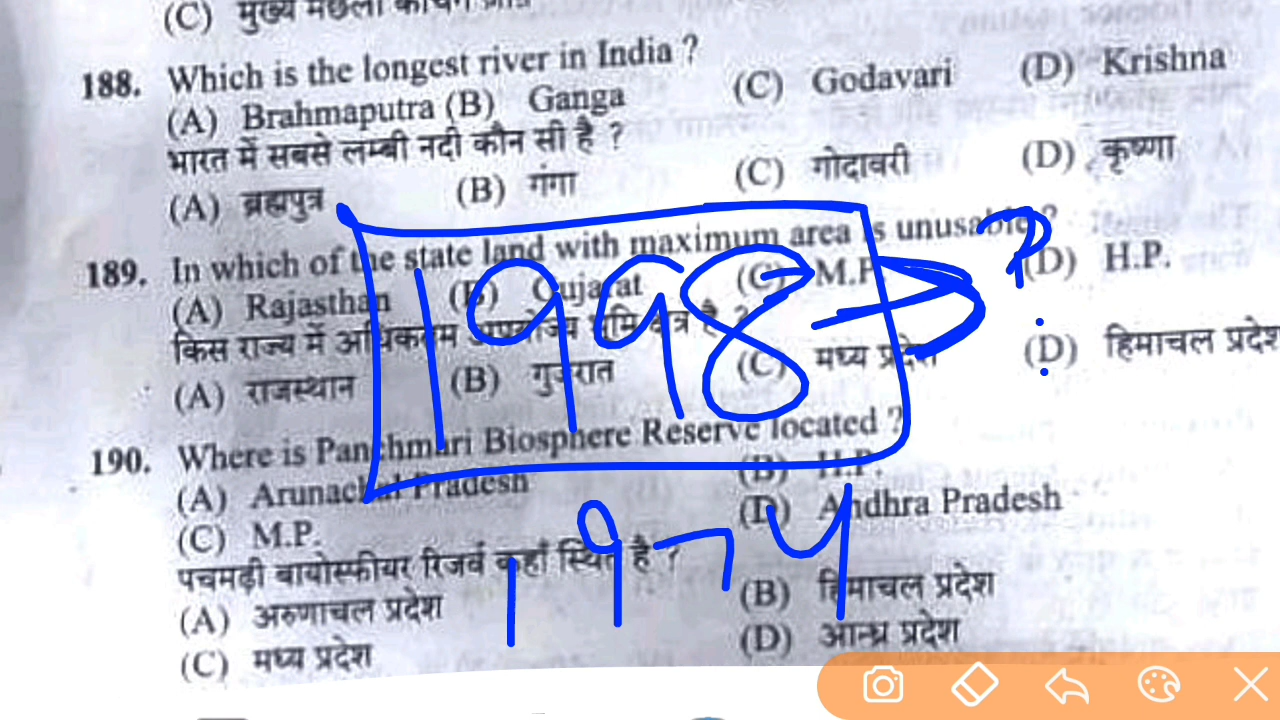 (C) मुख्य मछली
188. Which is the longest river in India ?
(A) Brahmaputra (B) Ganga (C) Godavari (D) Krishna
भारत में सबसे लम्बी नदी कौन सी है ?
(A) ब्रह्मपुत्र (B) गंगा (C) गोदावरी (D) कृष्णा
189. In which of the state land with maximum area is unusable ?
(A) Rajasthan (B) Gujarat (C) M.P. (D) H.P.
किस राज्य में अधिकतम भूमि क्षेत्र है ?
(A) राजस्थान (B) गुजरात (C) मध्य प्रदेश (D) हिमाचल प्रदेश
1998 ?
190. Where is Panchmari Biosphere Reserve located ?
(A) Arunachal Pradesh (B) H.P.
(C) M.P. (D) Andhra Pradesh
1974
पचमढ़ी बायोस्फीयर रिजर्व कहाँ स्थित है ?
(A) अरुणाचल प्रदेश (B) हिमाचल प्रदेश
(C) मध्य प्रदेश (D) आन्ध्र प्रदेश